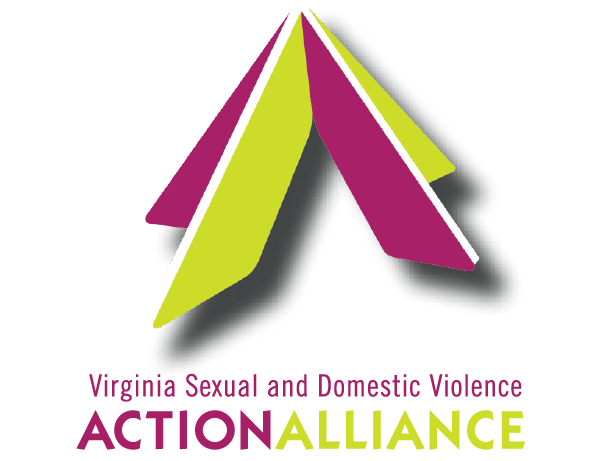 Virginia Sexual and Domestic Violence
ACTIONALLIANCE